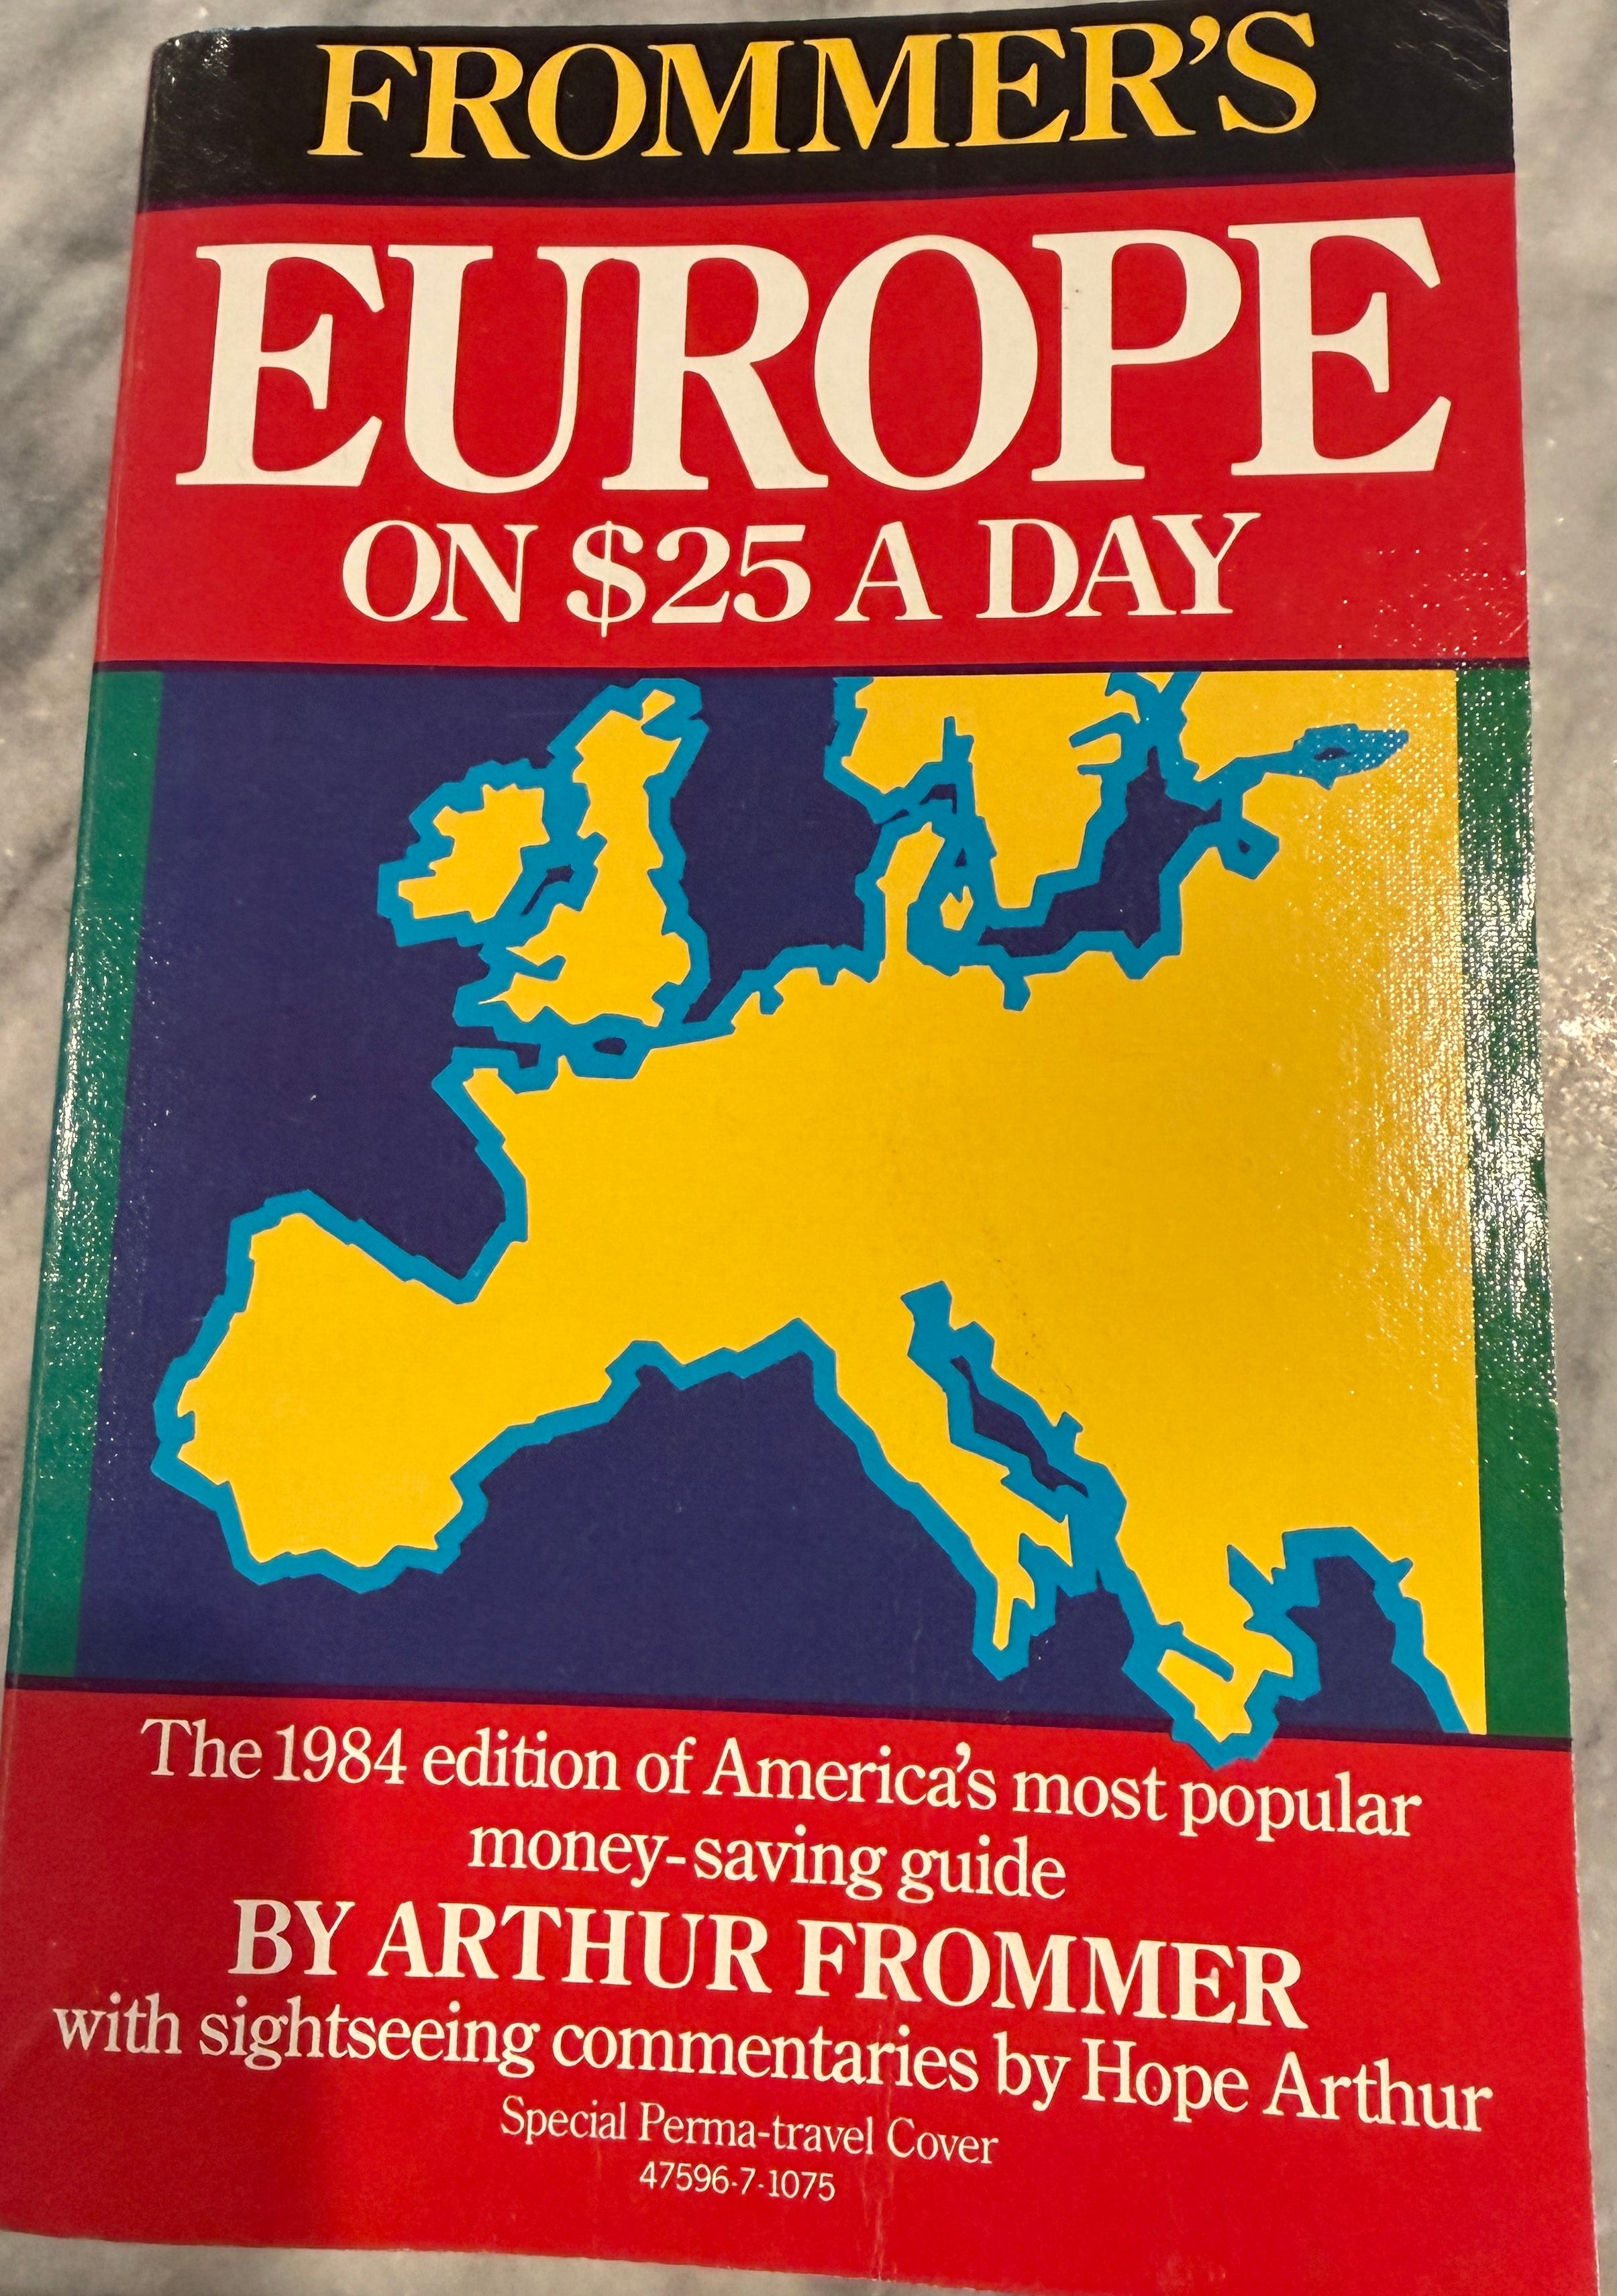 FROMMER'S
EUROPE
ON $25 A DAY
The 1984 edition of America's most popular
money-saving guide
BY ARTHUR FROMMER
with sightseeing commentaries by Hope Arthur
Special Perma-travel Cover
47596-7-1075